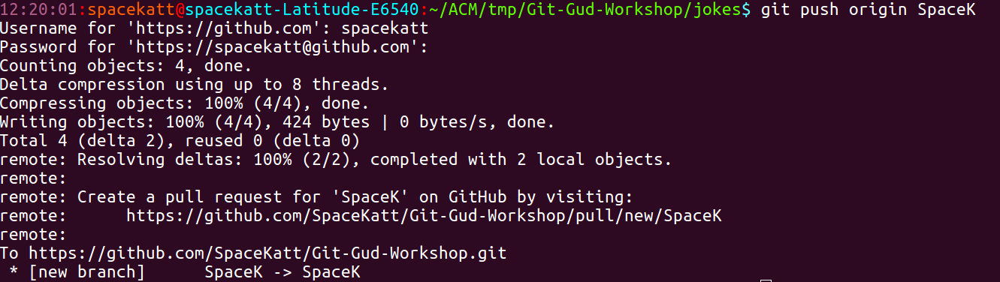 12:20:01:spacekatt@spacekatt-Latitude-E6540:~/ACM/tmp/Git-Gud-Workshop/jokes$ git push origin SpaceK
Username for 'https://github.com': spacekatt
Password for 'https://spacekatt@github.com':
Counting objects: 4, done.
Delta compression using up to 8 threads.
Compressing objects: 100% (4/4), done.
Writing objects: 100% (4/4), 424 bytes | 0 bytes/s, done.
Total 4 (delta 2), reused 0 (delta 0)
remote: Resolving deltas: 100% (2/2), completed with 2 local objects.
remote:
remote: Create a pull request for 'SpaceK' on GitHub by visiting:
remote:      https://github.com/SpaceKatt/Git-Gud-Workshop/pull/new/SpaceK
remote:
To https://github.com/SpaceKatt/Git-Gud-Workshop.git
 * [new branch]      SpaceK -> SpaceK